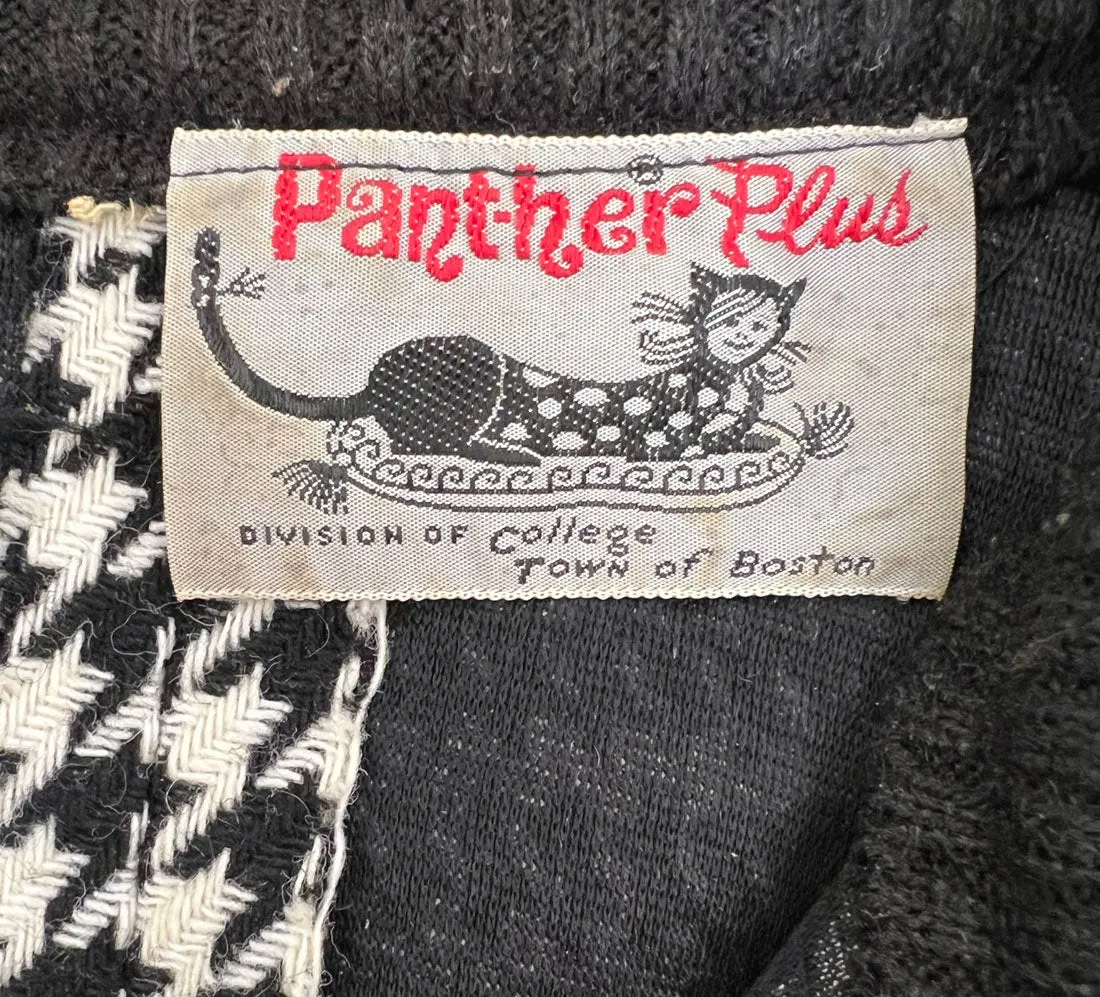 Panther Plus
®
DIVISION OF College
Town of Boston